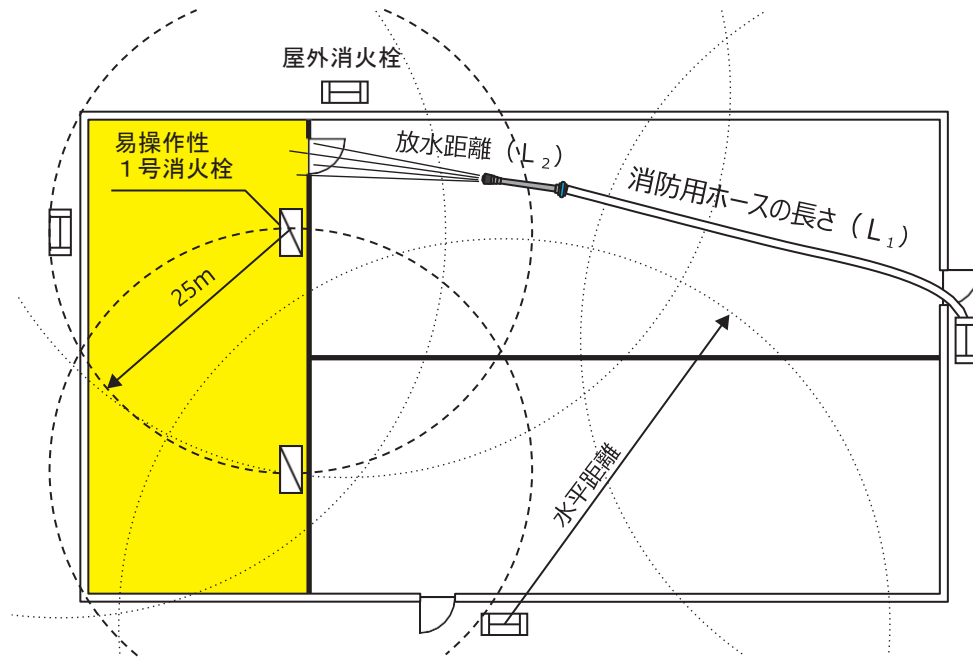 屋外消火栓
易操作性
１号消火栓
放水距離（L₂）
消防用ホースの長さ（L₁）
25m
水平距離